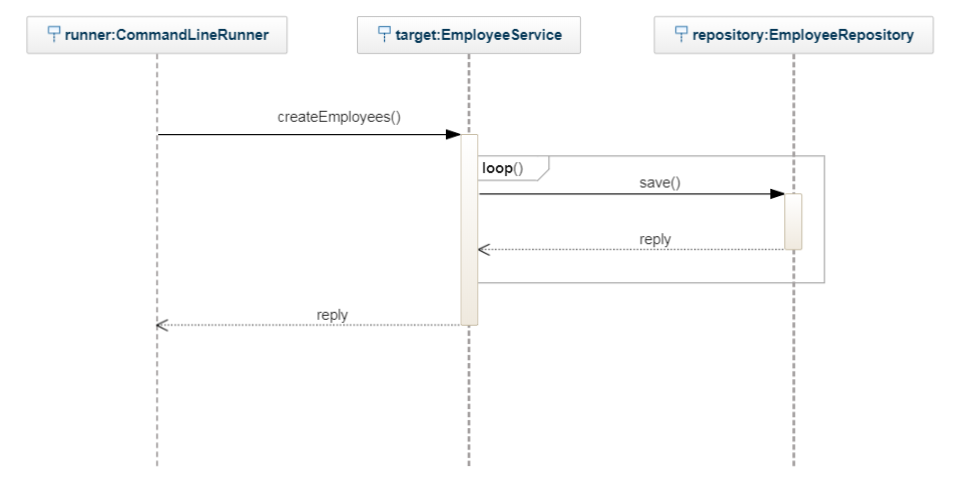 runner:CommandLineRunner target:EmployeeService repository:EmployeeRepository
createEmployees()
loop()
save()
reply
reply